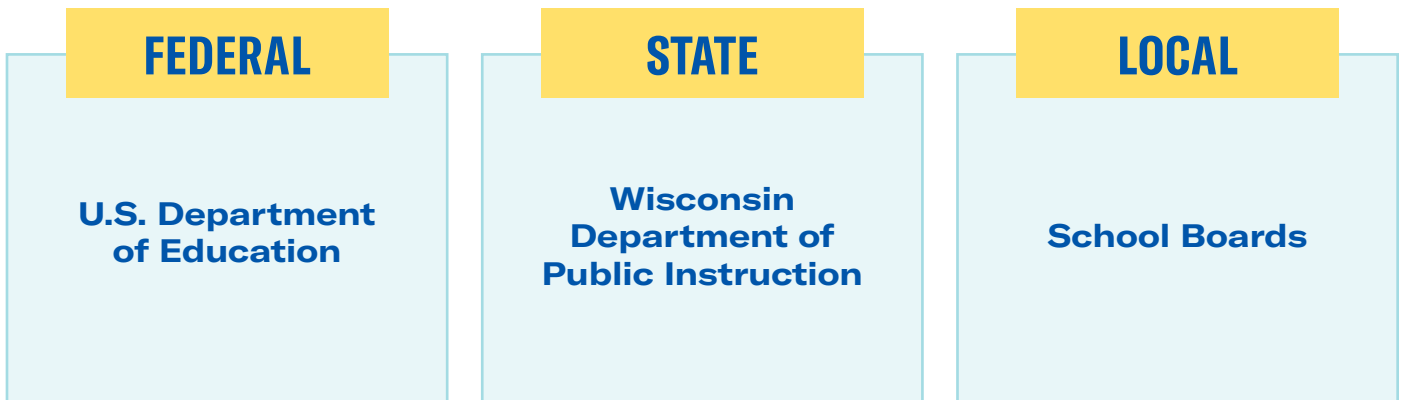 FEDERAL
U.S. Department
of Education
STATE
Wisconsin
Department of
Public Instruction
LOCAL
School Boards